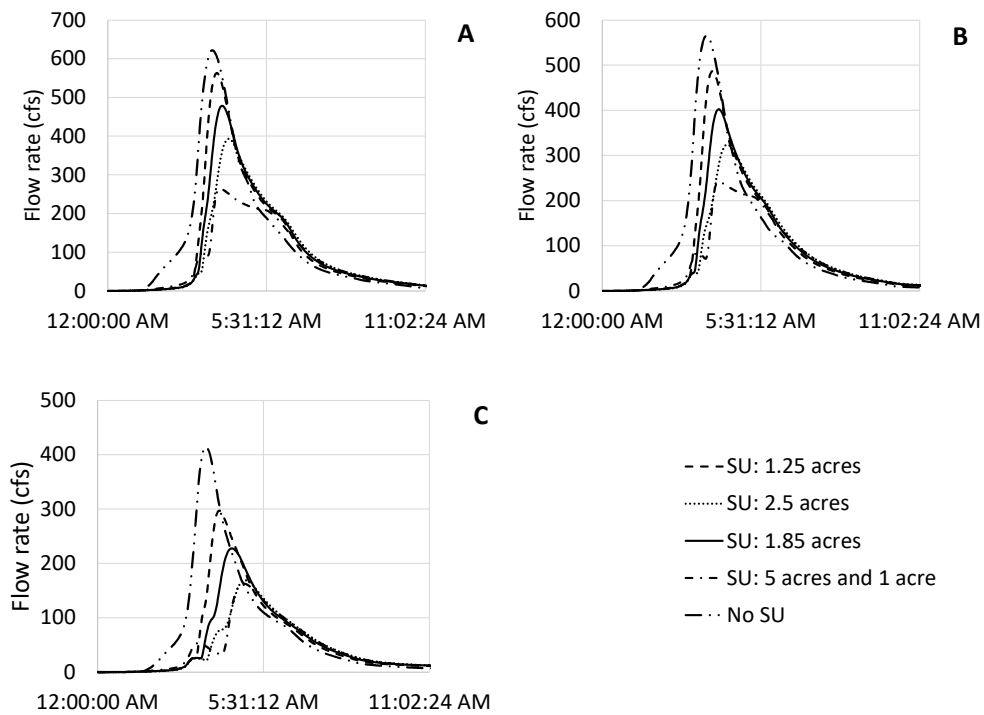 A
Flow rate (cfs)
700
600
500
400
300
200
100
0
12:00:00 AM 5:31:12 AM 11:02:24 AM
B
Flow rate (cfs)
600
500
400
300
200
100
0
12:00:00 AM 5:31:12 AM 11:02:24 AM
C
Flow rate (cfs)
500
400
300
200
100
0
12:00:00 AM 5:31:12 AM 11:02:24 AM
SU: 1.25 acres
SU: 2.5 acres
SU: 1.85 acres
SU: 5 acres and 1 acre
No SU